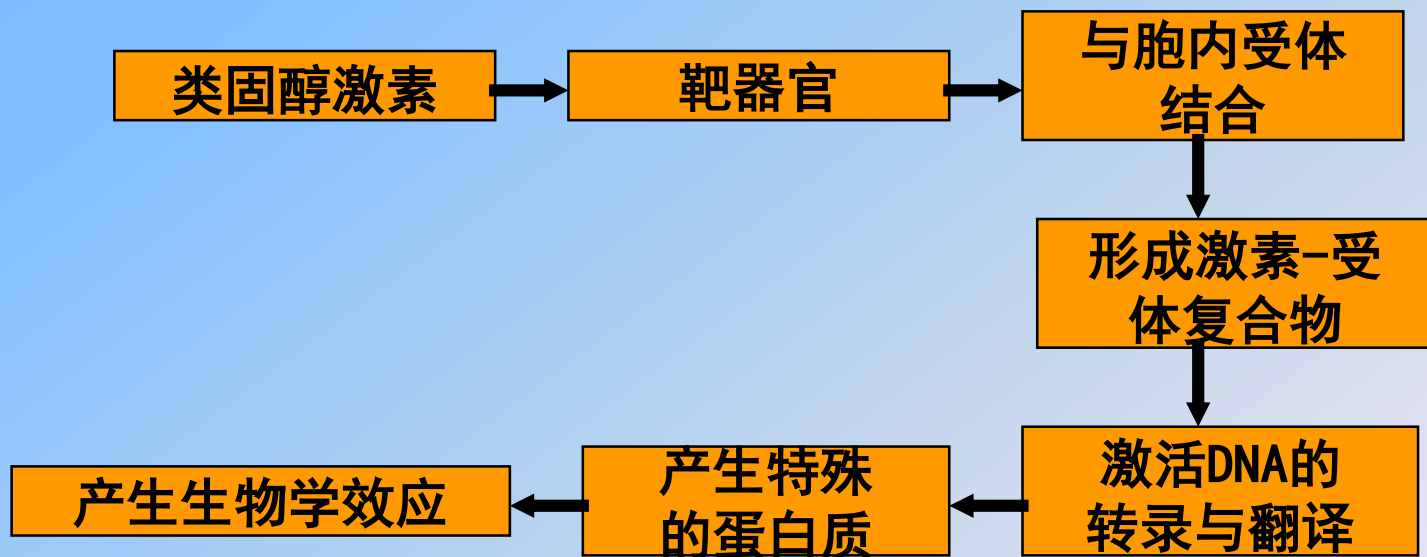 类固醇激素
靶器官
与胞内受体
结合
形成激素-受
体复合物
激活DNA的
转录与翻译
产生特殊
的蛋白质
产生生物学效应